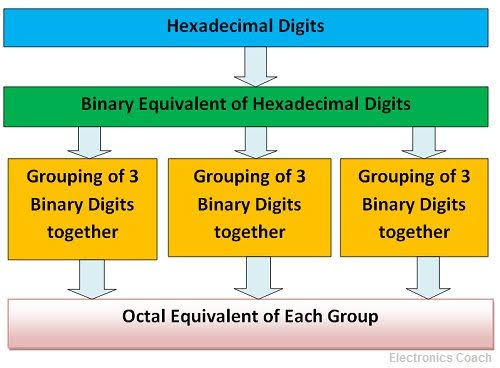 Hexadecimal Digits
Binary Equivalent of Hexadecimal Digits
Grouping of 3
Binary Digits
together
Grouping of 3
Binary Digits
together
Grouping of 3
Binary Digits
together
Octal Equivalent of Each Group
Electronics Coach